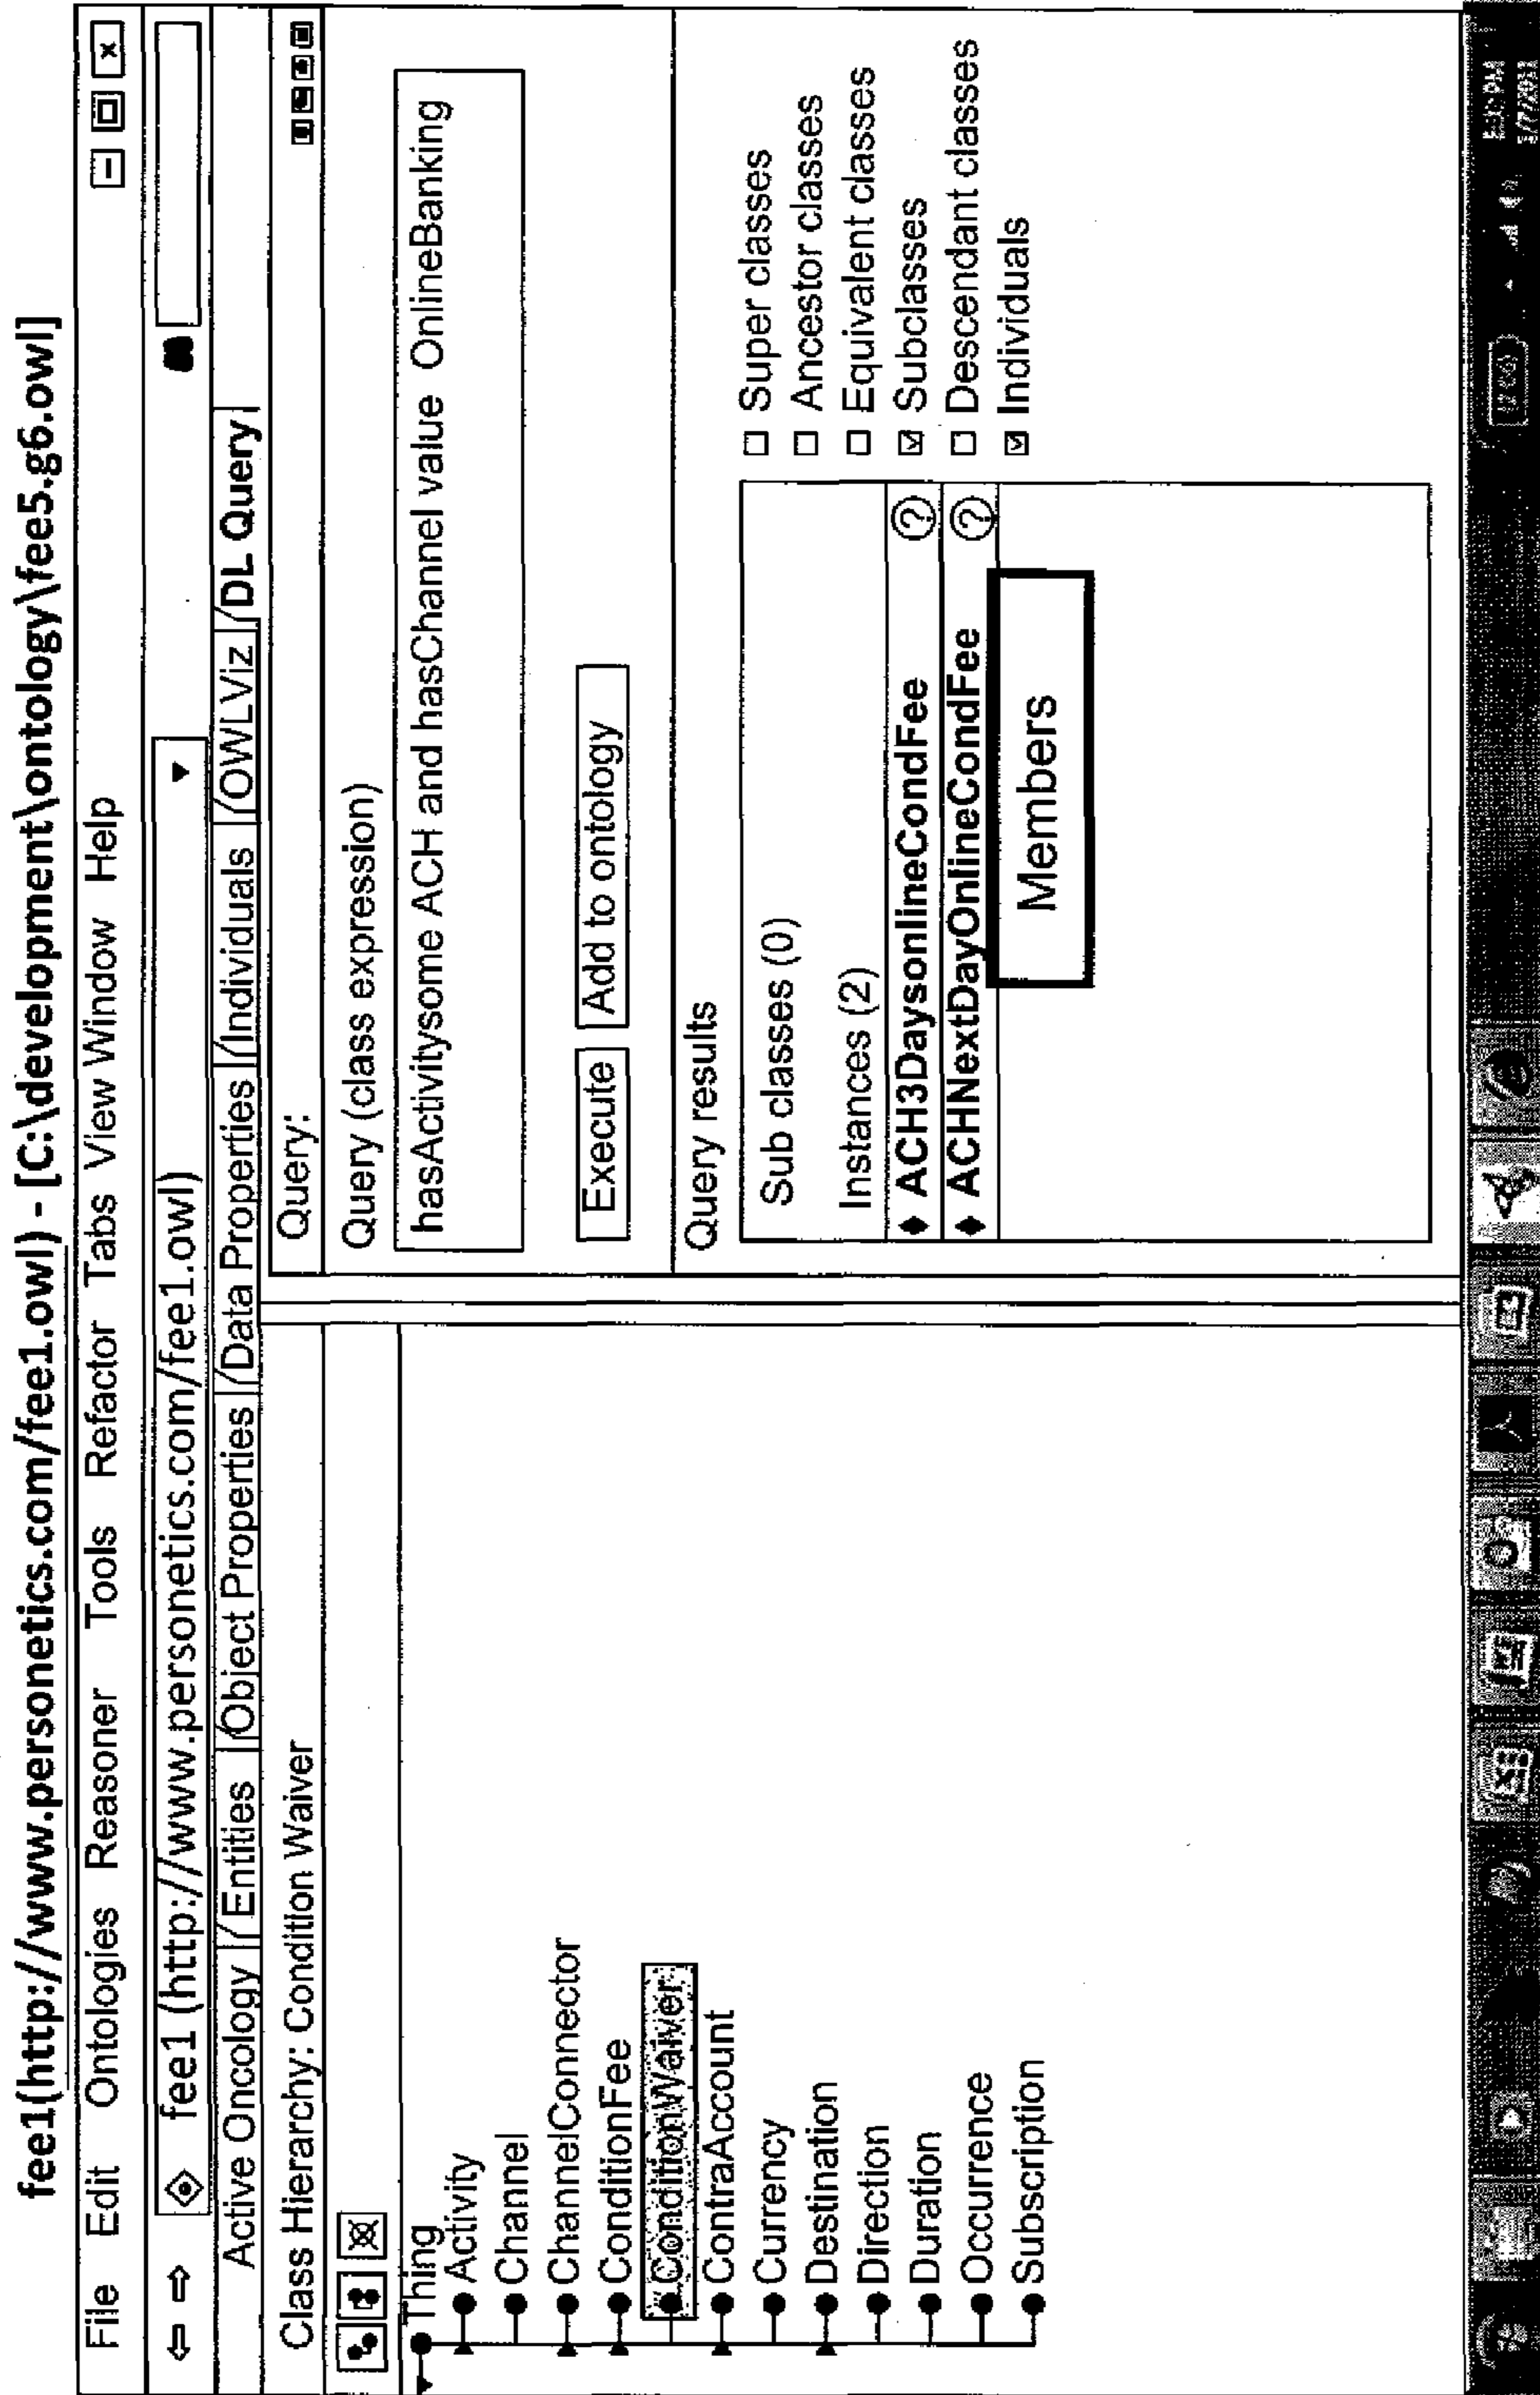 fee1(http://www.personetics.com/fee1.owl) - [C:\development\ontology\fee5.g6.owl]
File Edit Ontologies Reasoner Tools Refactor Tabs View Window Help
fee1 (http://www.personetics.com/fee1.owl)
Active Oncology Entities Object Properties Data Properties Individuals OWLViz DL Query
Class Hierarchy: Condition Waiver
Thing
Activity
Channel
ChannelConnector
ConditionFee
ConditionWaiver
ContraAccount
Currency
Destination
Direction
Duration
Occurrence
Subscription
Query:
Query (class expression)
hasActivitysome ACH and hasChannel value OnlineBanking
Execute Add to ontology
Query results
Sub classes (0)
Instances (2)
ACH3DaysonlineCondFee
ACHNextDayOnlineCondFee
Members
Super classes
Ancestor classes
Equivalent classes
Subclasses
Descendant classes
Individuals